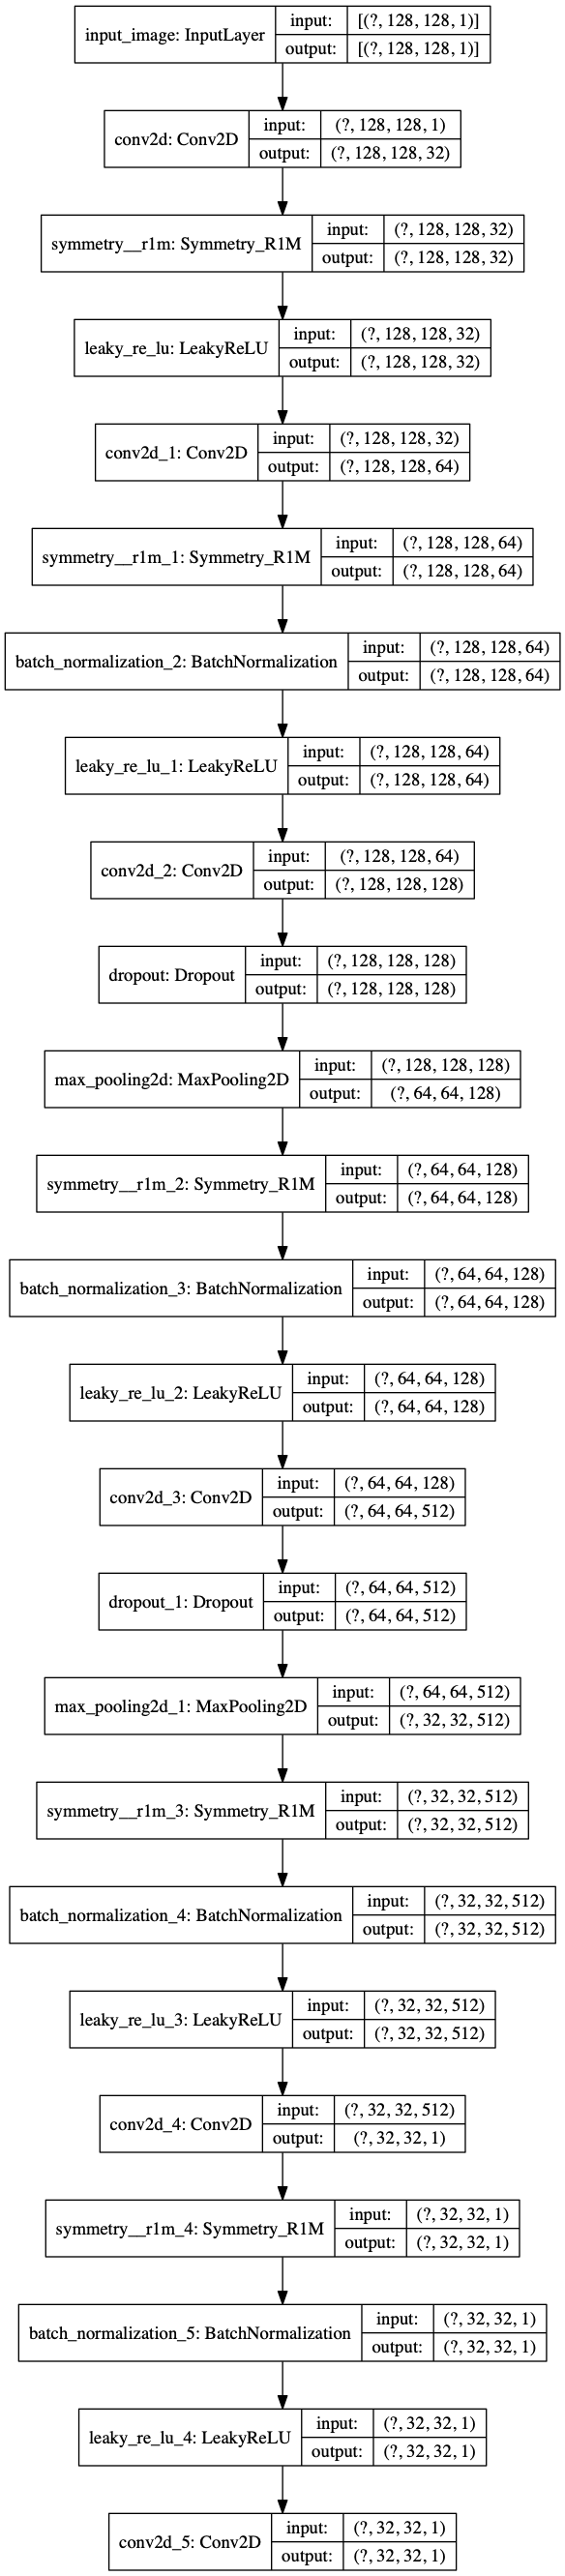 input_image: InputLayer
input: [(?, 128, 128, 1)]
output: [(?, 128, 128, 1)]
conv2d: Conv2D
input: (?, 128, 128, 1)
output: (?, 128, 128, 32)
symmetry__r1m: Symmetry_R1M
input: (?, 128, 128, 32)
output: (?, 128, 128, 32)
leaky_re_lu: LeakyReLU
input: (?, 128, 128, 32)
output: (?, 128, 128, 32)
conv2d_1: Conv2D
input: (?, 128, 128, 32)
output: (?, 128, 128, 64)
symmetry__r1m_1: Symmetry_R1M
input: (?, 128, 128, 64)
output: (?, 128, 128, 64)
batch_normalization_2: BatchNormalization
input: (?, 128, 128, 64)
output: (?, 128, 128, 64)
leaky_re_lu_1: LeakyReLU
input: (?, 128, 128, 64)
output: (?, 128, 128, 64)
conv2d_2: Conv2D
input: (?, 128, 128, 64)
output: (?, 128, 128, 128)
dropout: Dropout
input: (?, 128, 128, 128)
output: (?, 128, 128, 128)
max_pooling2d: MaxPooling2D
input: (?, 128, 128, 128)
output: (?, 64, 64, 128)
symmetry__r1m_2: Symmetry_R1M
input: (?, 64, 64, 128)
output: (?, 64, 64, 128)
batch_normalization_3: BatchNormalization
input: (?, 64, 64, 128)
output: (?, 64, 64, 128)
leaky_re_lu_2: LeakyReLU
input: (?, 64, 64, 128)
output: (?, 64, 64, 128)
conv2d_3: Conv2D
input: (?, 64, 64, 128)
output: (?, 64, 64, 512)
dropout_1: Dropout
input: (?, 64, 64, 512)
output: (?, 64, 64, 512)
max_pooling2d_1: MaxPooling2D
input: (?, 64, 64, 512)
output: (?, 32, 32, 512)
symmetry__r1m_3: Symmetry_R1M
input: (?, 32, 32, 512)
output: (?, 32, 32, 512)
batch_normalization_4: BatchNormalization
input: (?, 32, 32, 512)
output: (?, 32, 32, 512)
leaky_re_lu_3: LeakyReLU
input: (?, 32, 32, 512)
output: (?, 32, 32, 512)
conv2d_4: Conv2D
input: (?, 32, 32, 512)
output: (?, 32, 32, 1)
symmetry__r1m_4: Symmetry_R1M
input: (?, 32, 32, 1)
output: (?, 32, 32, 1)
batch_normalization_5: BatchNormalization
input: (?, 32, 32, 1)
output: (?, 32, 32, 1)
leaky_re_lu_4: LeakyReLU
input: (?, 32, 32, 1)
output: (?, 32, 32, 1)
conv2d_5: Conv2D
input: (?, 32, 32, 1)
output: (?, 32, 32, 1)